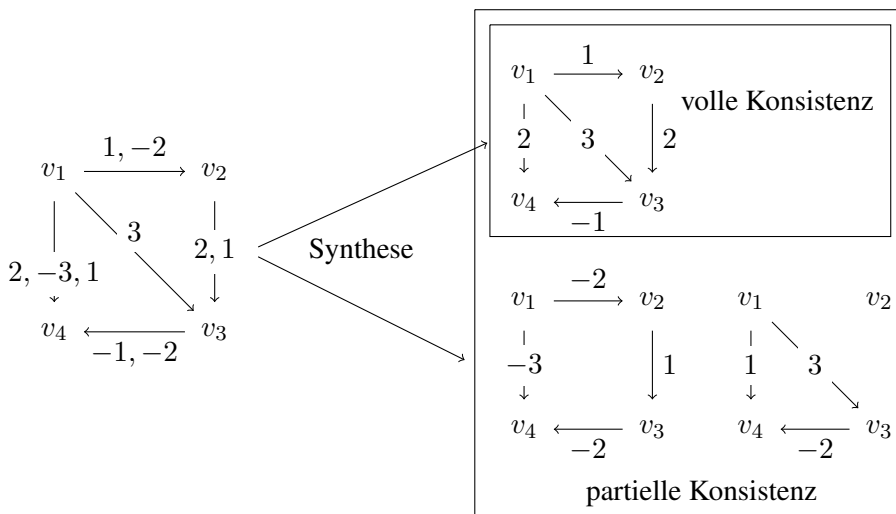 v₁ 1, −2 v₂
3
2, −3, 1
2, 1
v₄ −1, −2 v₃
Synthese
v₁ 1 v₂
volle Konsistenz
2 3 2
v₄ −1 v₃
v₁ −2 v₂
−3 1
v₄ −2 v₃
v₁ v₂
1 3
v₄ −2 v₃
partielle Konsistenz